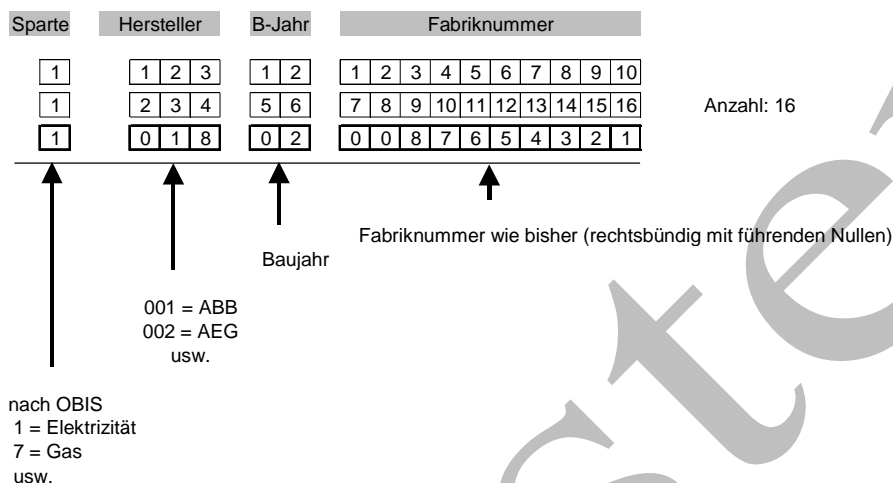 Sparte Hersteller B-Jahr Fabriknummer
1 1 2 3 1 2 1 2 3 4 5 6 7 8 9 10
1 2 3 4 5 6 7 8 9 10 11 12 13 14 15 16 Anzahl: 16
1 0 1 8 0 2 0 0 8 7 6 5 4 3 2 1
Fabriknummer wie bisher (rechtsbündig mit führenden Nullen)
Baujahr
001 = ABB
002 = AEG
usw.
nach OBIS
1 = Elektrizität
7 = Gas
usw.